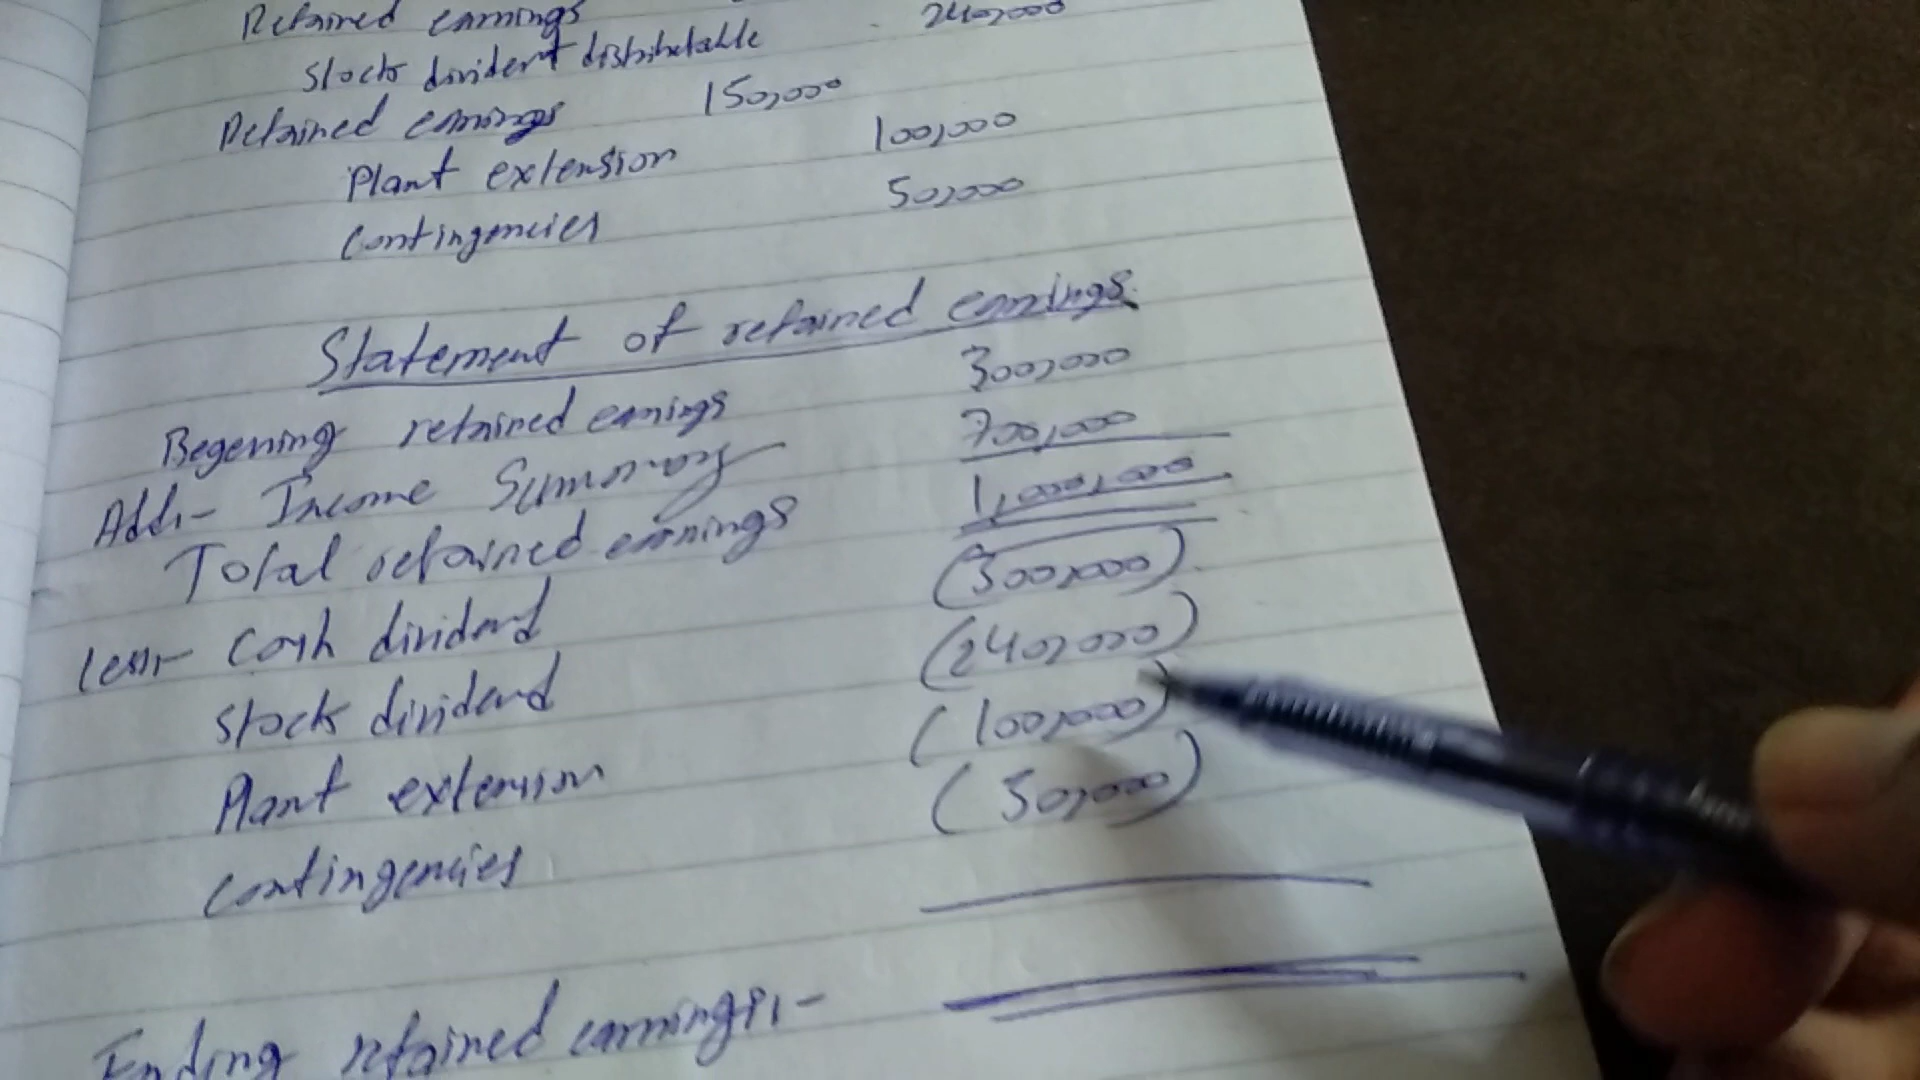 Retained earnings
Stock dividend distributable 240,000
Retained earnings 150,000
Plant extension 100,000
Contingencies 50,000
Statement of retained earnings.
Begening retained earnings 300,000
Add:- Income Summary 700,000
Total retained earnings 1,000,000
Less:- Cash dividend (300,000)
Stock dividend (240,000)
Plant extension (100,000)
Contingencies (50,000)
Ending retained earnings:-